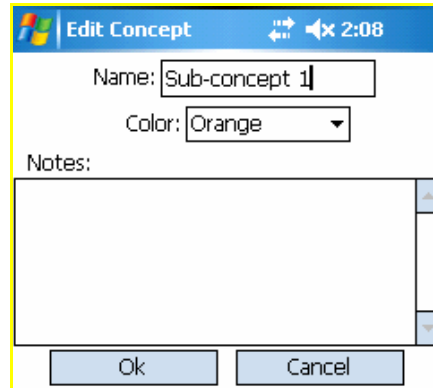 Edit Concept 2:08
Name: Sub-concept 1
Color: Orange
Notes:
Ok Cancel